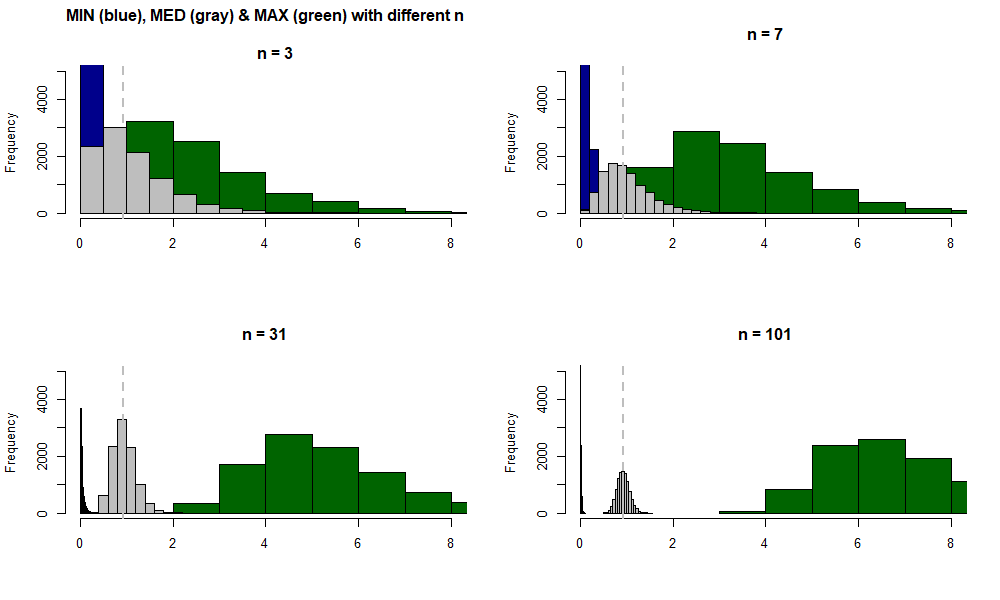 MIN (blue), MED (gray) & MAX (green) with different n
n = 3
Frequency
0 2000 4000
0 2 4 6 8
n = 7
Frequency
0 2000 4000
0 2 4 6 8
n = 31
Frequency
0 2000 4000
0 2 4 6 8
n = 101
Frequency
0 2000 4000
0 2 4 6 8